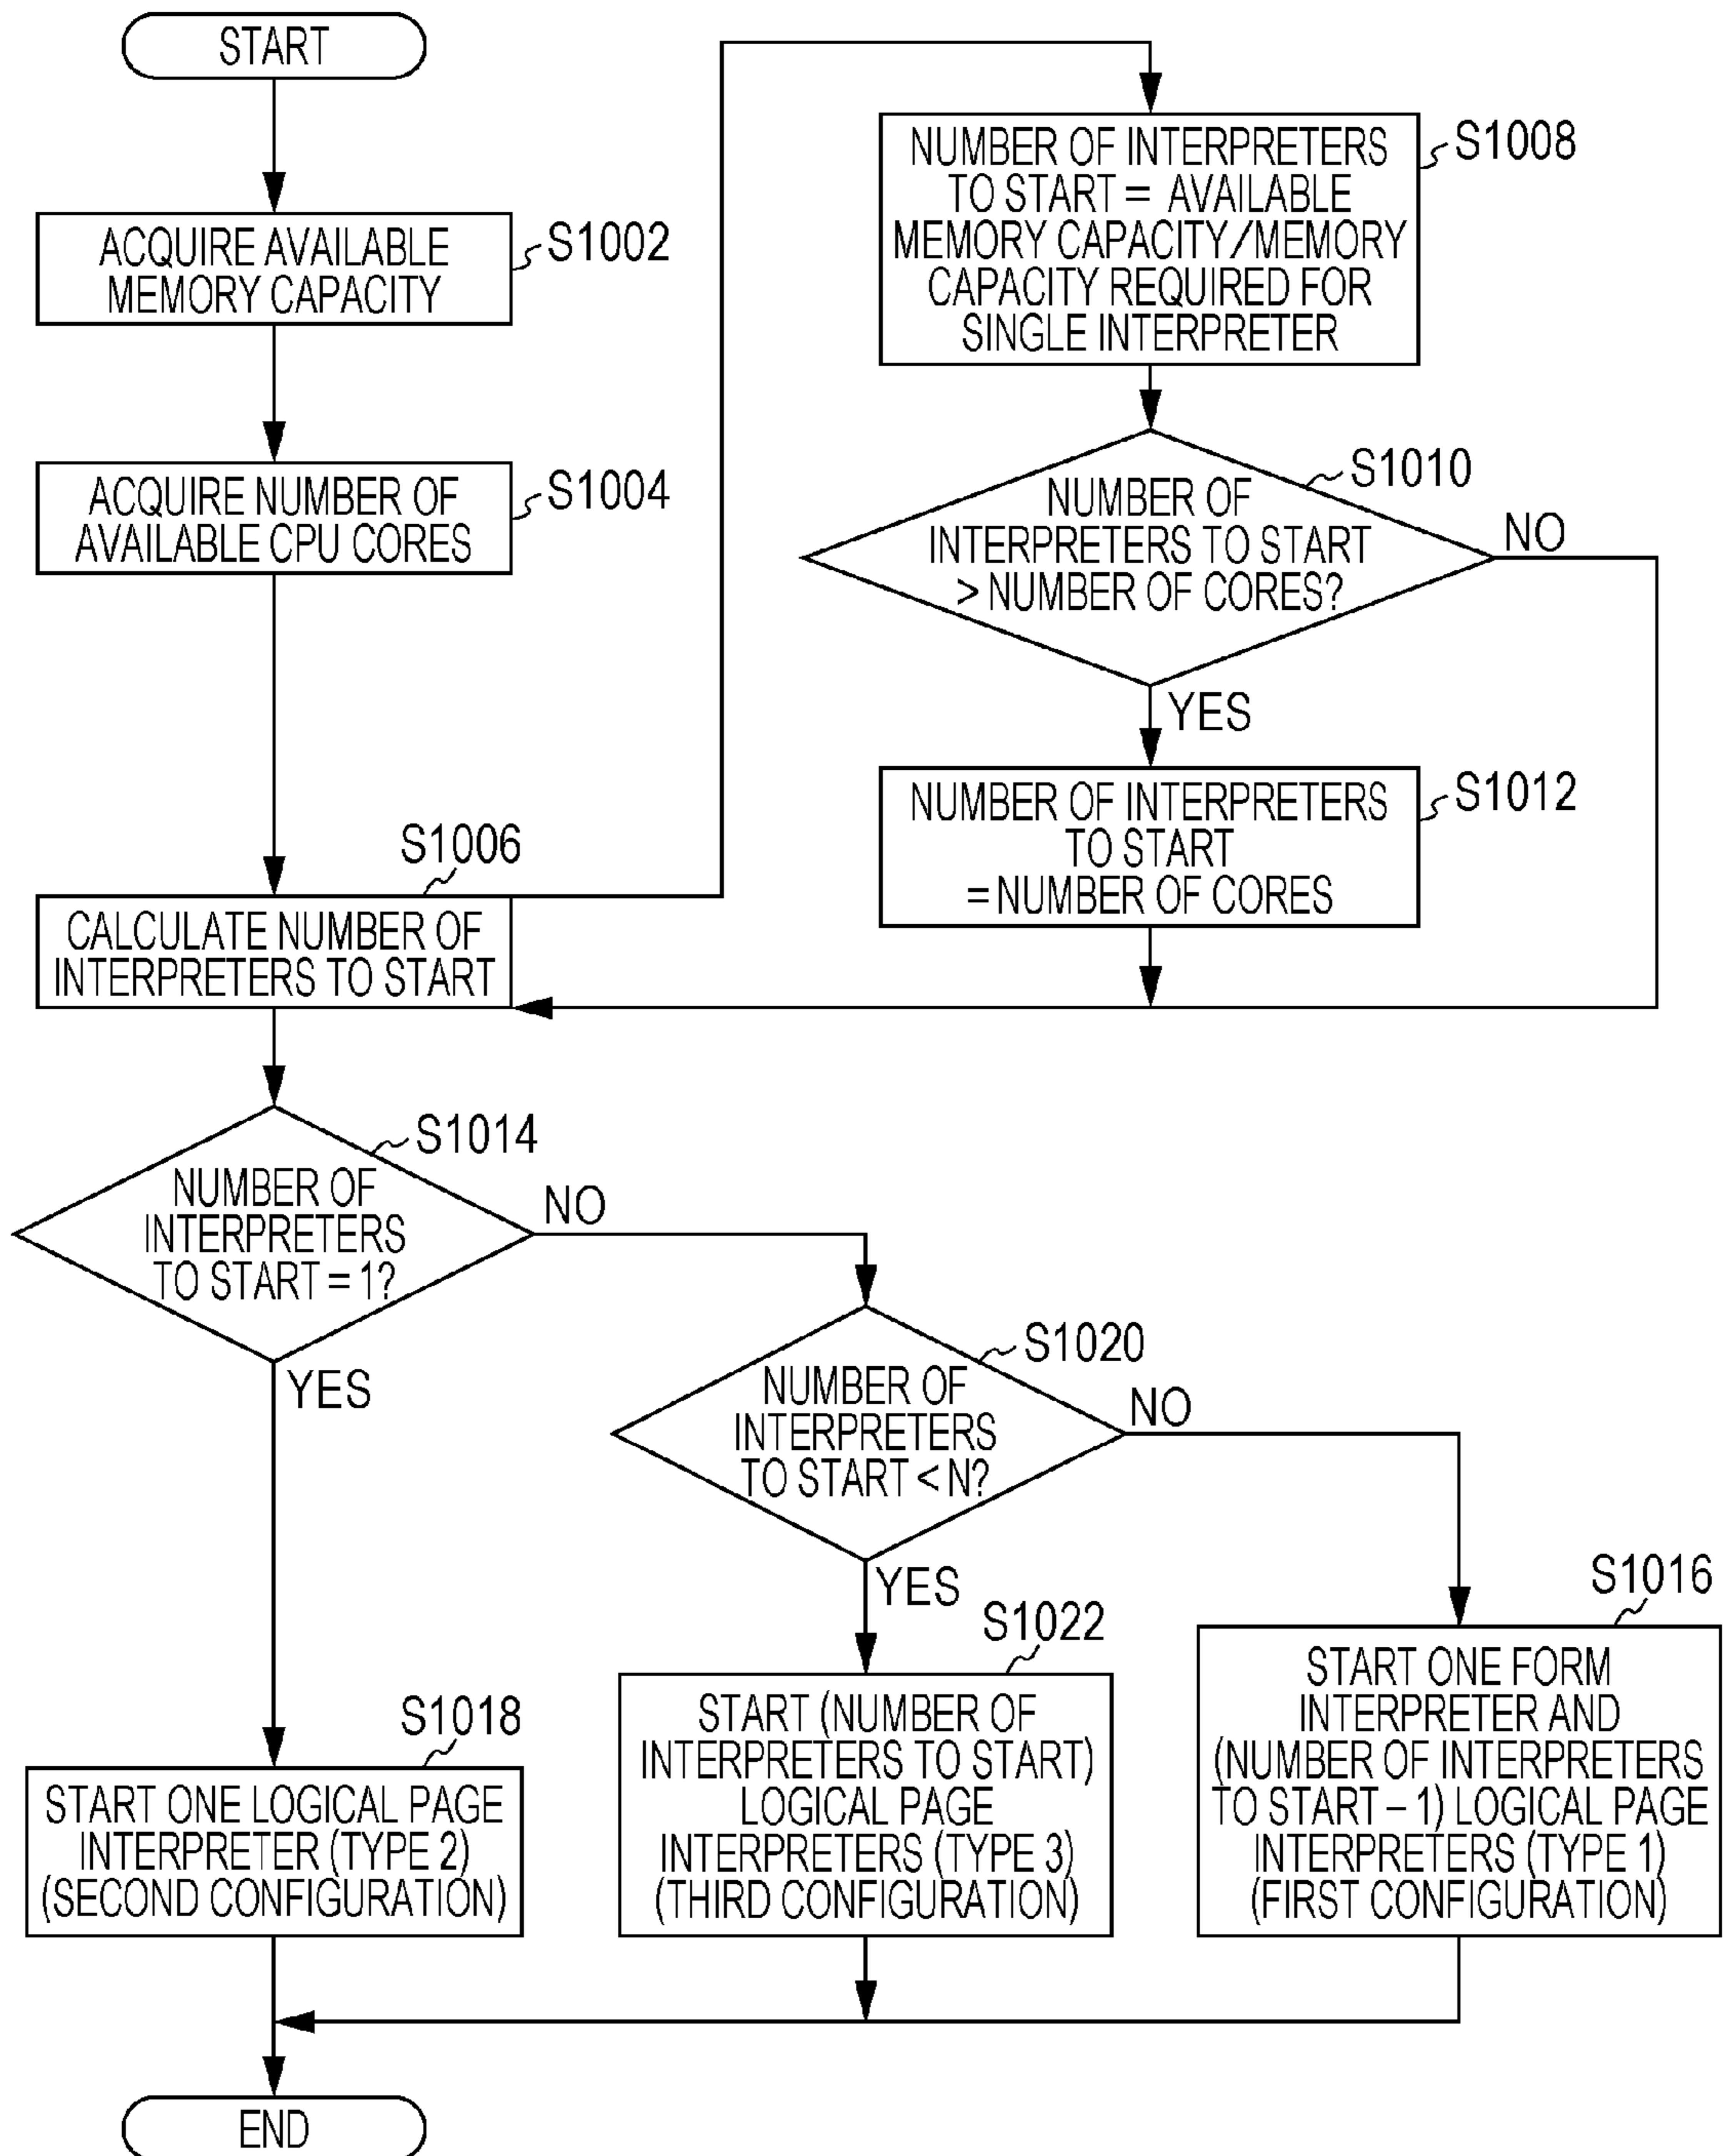 START
ACQUIRE AVAILABLE
MEMORY CAPACITY
S1002
ACQUIRE NUMBER OF
AVAILABLE CPU CORES
S1004
S1006
CALCULATE NUMBER OF
INTERPRETERS TO START
NUMBER OF INTERPRETERS
TO START = AVAILABLE
MEMORY CAPACITY/MEMORY
CAPACITY REQUIRED FOR
SINGLE INTERPRETER
S1008
S1010
NUMBER OF
INTERPRETERS TO START
> NUMBER OF CORES?
NO
YES
NUMBER OF INTERPRETERS
TO START
= NUMBER OF CORES
S1012
S1014
NUMBER OF
INTERPRETERS
TO START = 1?
NO
YES
S1020
NUMBER OF
INTERPRETERS
TO START < N?
NO
YES
S1018
START ONE LOGICAL PAGE
INTERPRETER (TYPE 2)
(SECOND CONFIGURATION)
S1022
START (NUMBER OF
INTERPRETERS TO START)
LOGICAL PAGE
INTERPRETERS (TYPE 3)
(THIRD CONFIGURATION)
S1016
START ONE FORM
INTERPRETER AND
(NUMBER OF INTERPRETERS
TO START – 1) LOGICAL PAGE
INTERPRETERS (TYPE 1)
(FIRST CONFIGURATION)
END